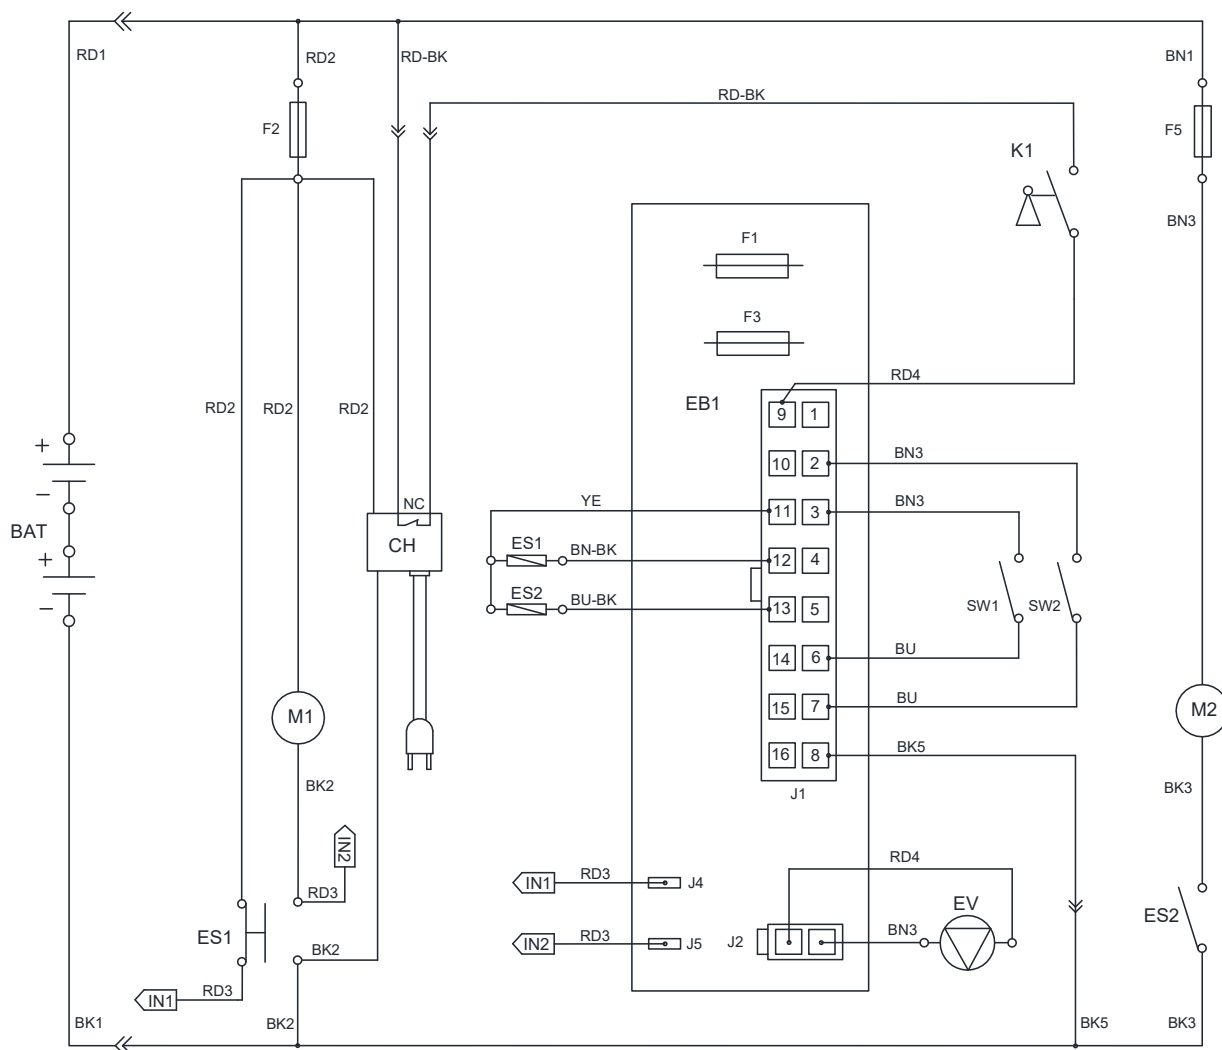 RD1
RD2
RD-BK
BN1
RD-BK
F2
F5
K1
BN3
F1
F3
RD4
EB1
9 1
RD2
RD2
RD2
10 2
BN3
+
−
BAT
+
−
NC
CH
YE
11 3
BN3
ES1
BN-BK
12 4
ES2
BU-BK
13 5
SW1
SW2
14 6
BU
15 7
BU
M1
M2
16 8
BK5
J1
BK2
BK3
IN2
RD3
IN1
RD3
J4
RD4
ES1
BK2
IN2
RD3
J5
J2
BN3
EV
ES2
IN1
RD3
BK1
BK2
BK5
BK3